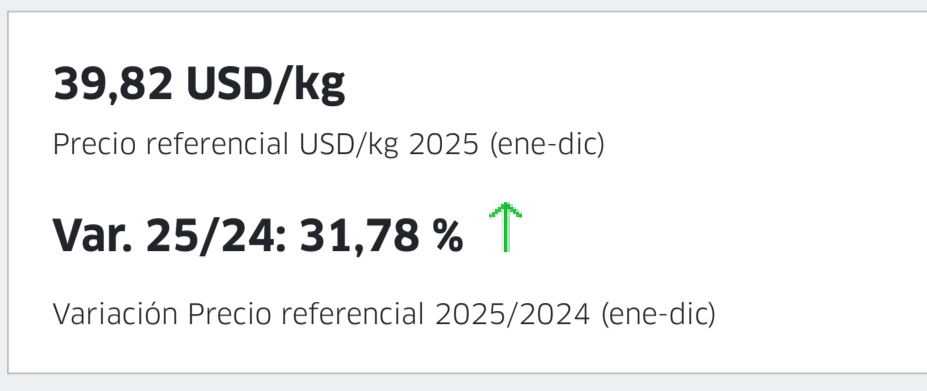 39,82 USD/kg
Precio referencial USD/kg 2025 (ene-dic)
Var. 25/24: 31,78 % ↑
Variación Precio referencial 2025/2024 (ene-dic)